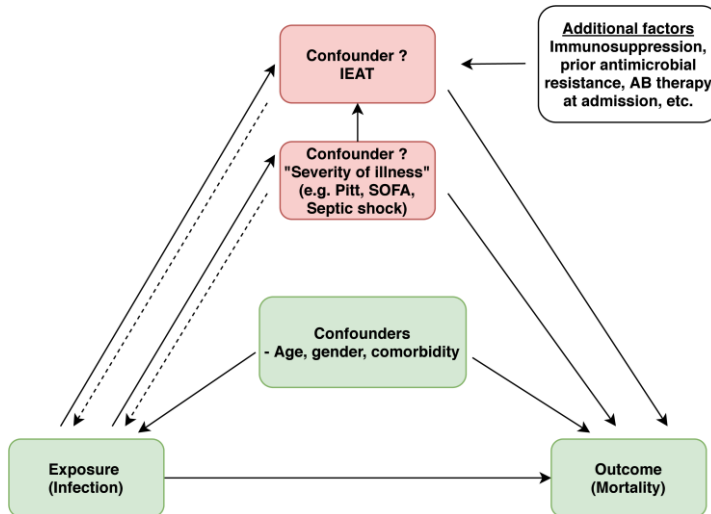 Confounder ?
IEAT
Additional factors
Immunosuppression,
prior antimicrobial
resistance, AB therapy
at admission, etc.
Confounder ?
"Severity of illness"
(e.g. Pitt, SOFA,
Septic shock)
Confounders
- Age, gender, comorbidity
Exposure
(Infection)
Outcome
(Mortality)